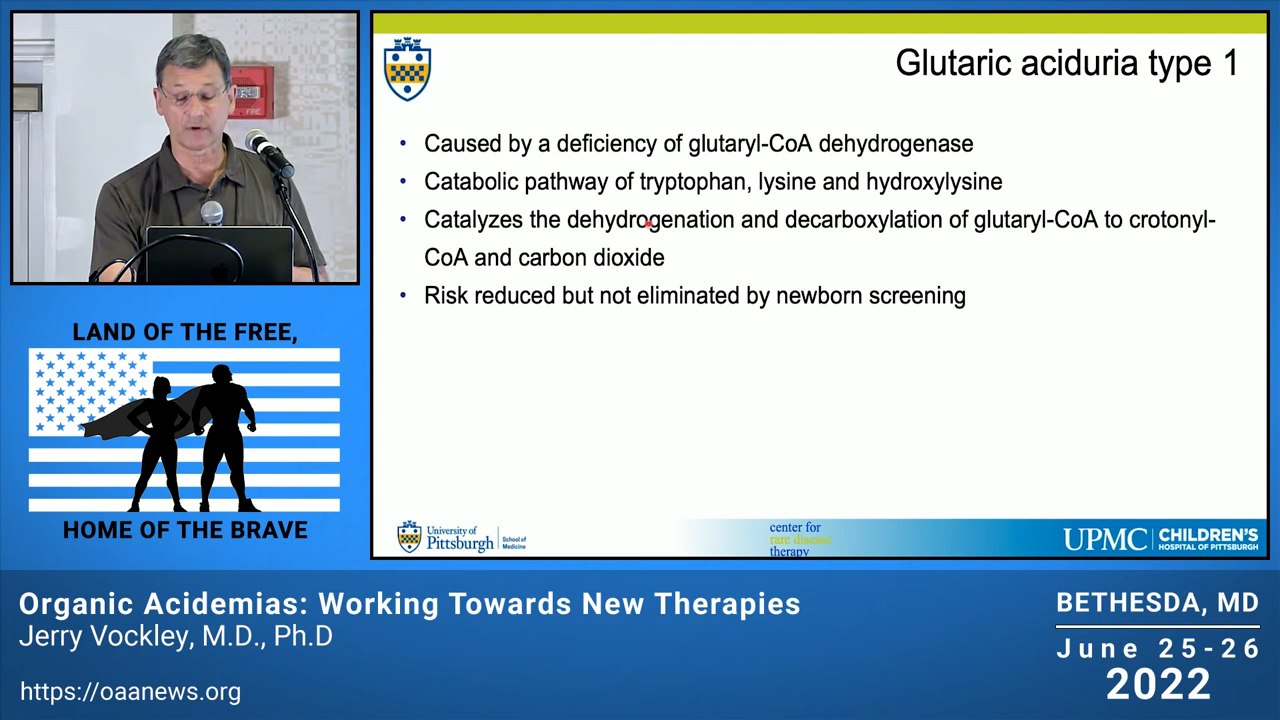 FIRE
LAND OF THE FREE,
HOME OF THE BRAVE
Glutaric aciduria type 1
• Caused by a deficiency of glutaryl-CoA dehydrogenase
• Catabolic pathway of tryptophan, lysine and hydroxylysine
• Catalyzes the dehydrogenation and decarboxylation of glutaryl-CoA to crotonyl-
CoA and carbon dioxide
• Risk reduced but not eliminated by newborn screening
University of
Pittsburgh
School of
Medicine
center for
rare disease
therapy
UPMC
CHILDREN'S
HOSPITAL OF PITTSBURGH
Organic Acidemias: Working Towards New Therapies
Jerry Vockley, M.D., Ph.D
https://oaanews.org
BETHESDA, MD
June 25-26
2022